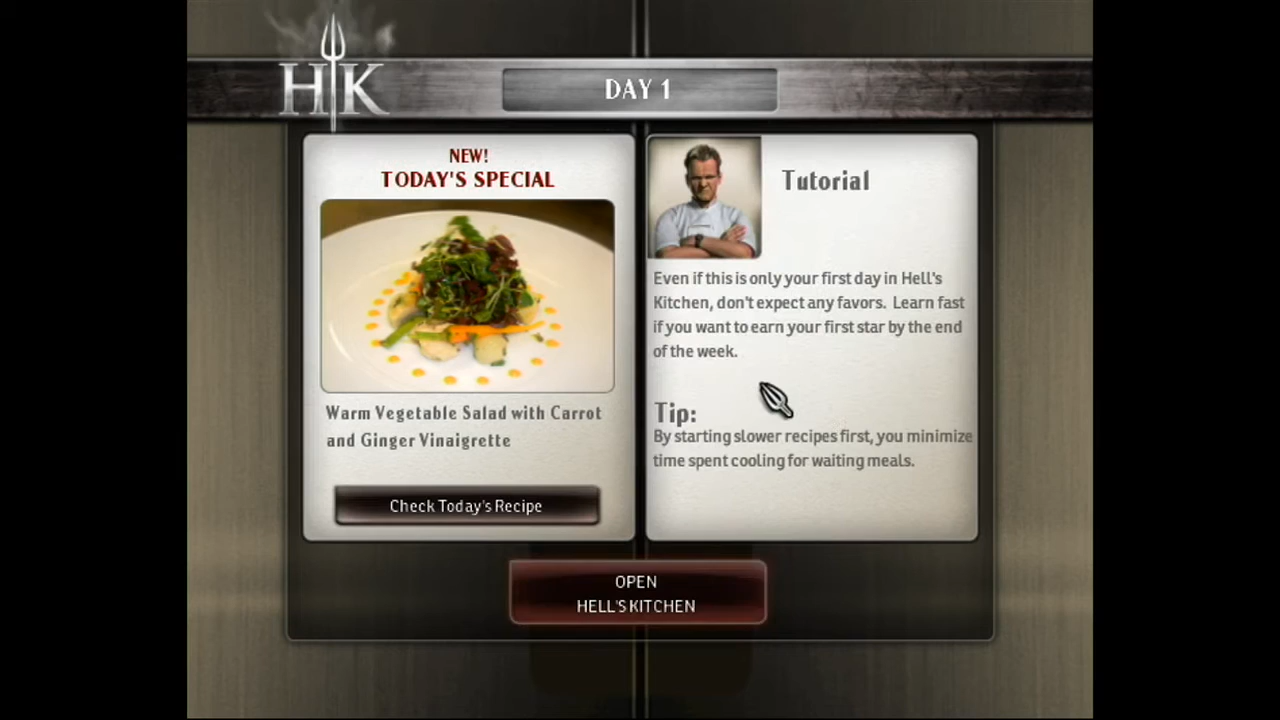 HK
DAY 1
NEW!
TODAY'S SPECIAL
Warm Vegetable Salad with Carrot
and Ginger Vinaigrette
Check Today's Recipe
Tutorial
Even if this is only your first day in Hell's
Kitchen, don't expect any favors. Learn fast
if you want to earn your first star by the end
of the week.
Tip:
By starting slower recipes first, you minimize
time spent cooling for waiting meals.
OPEN
HELL'S KITCHEN